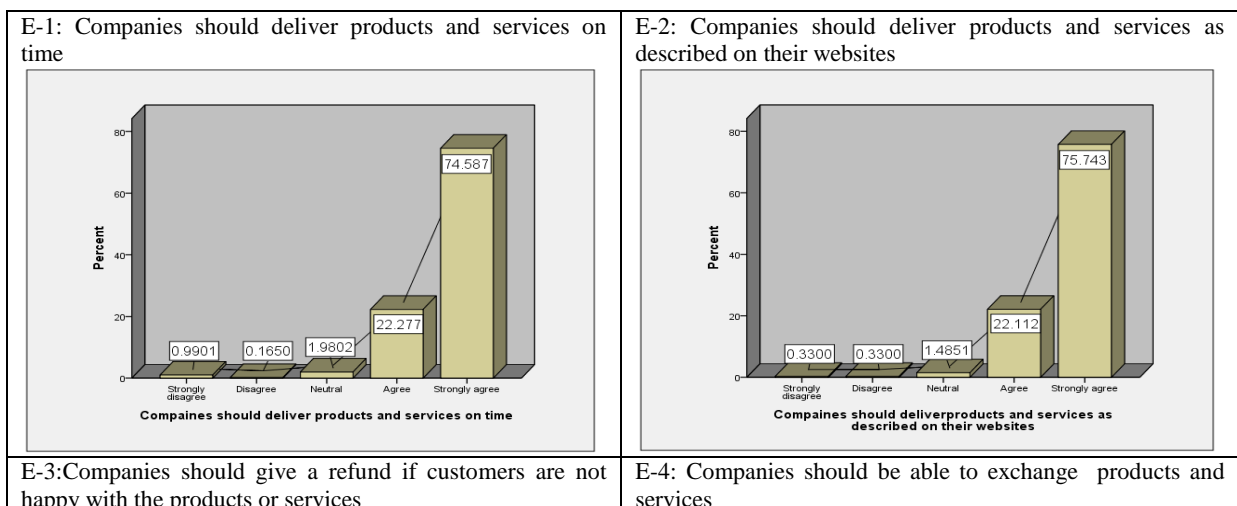 E-1: Companies should deliver products and services on
time
80
60
40
20
0
Percent
74.587
22.277
1.9802
0.1650
0.9901
Strongly
disagree
Disagree
Neutral
Agree
Strongly agree
Compaines should deliver products and services on time
E-2: Companies should deliver products and services as
described on their websites
80
60
40
20
0
Percent
75.743
22.112
1.4851
0.3300
0.3300
Strongly
disagree
Disagree
Neutral
Agree
Strongly agree
Compaines should deliverproducts and services as
described on their websites
E-3:Companies should give a refund if customers are not
happy with the products or services
E-4: Companies should be able to exchange products and
services